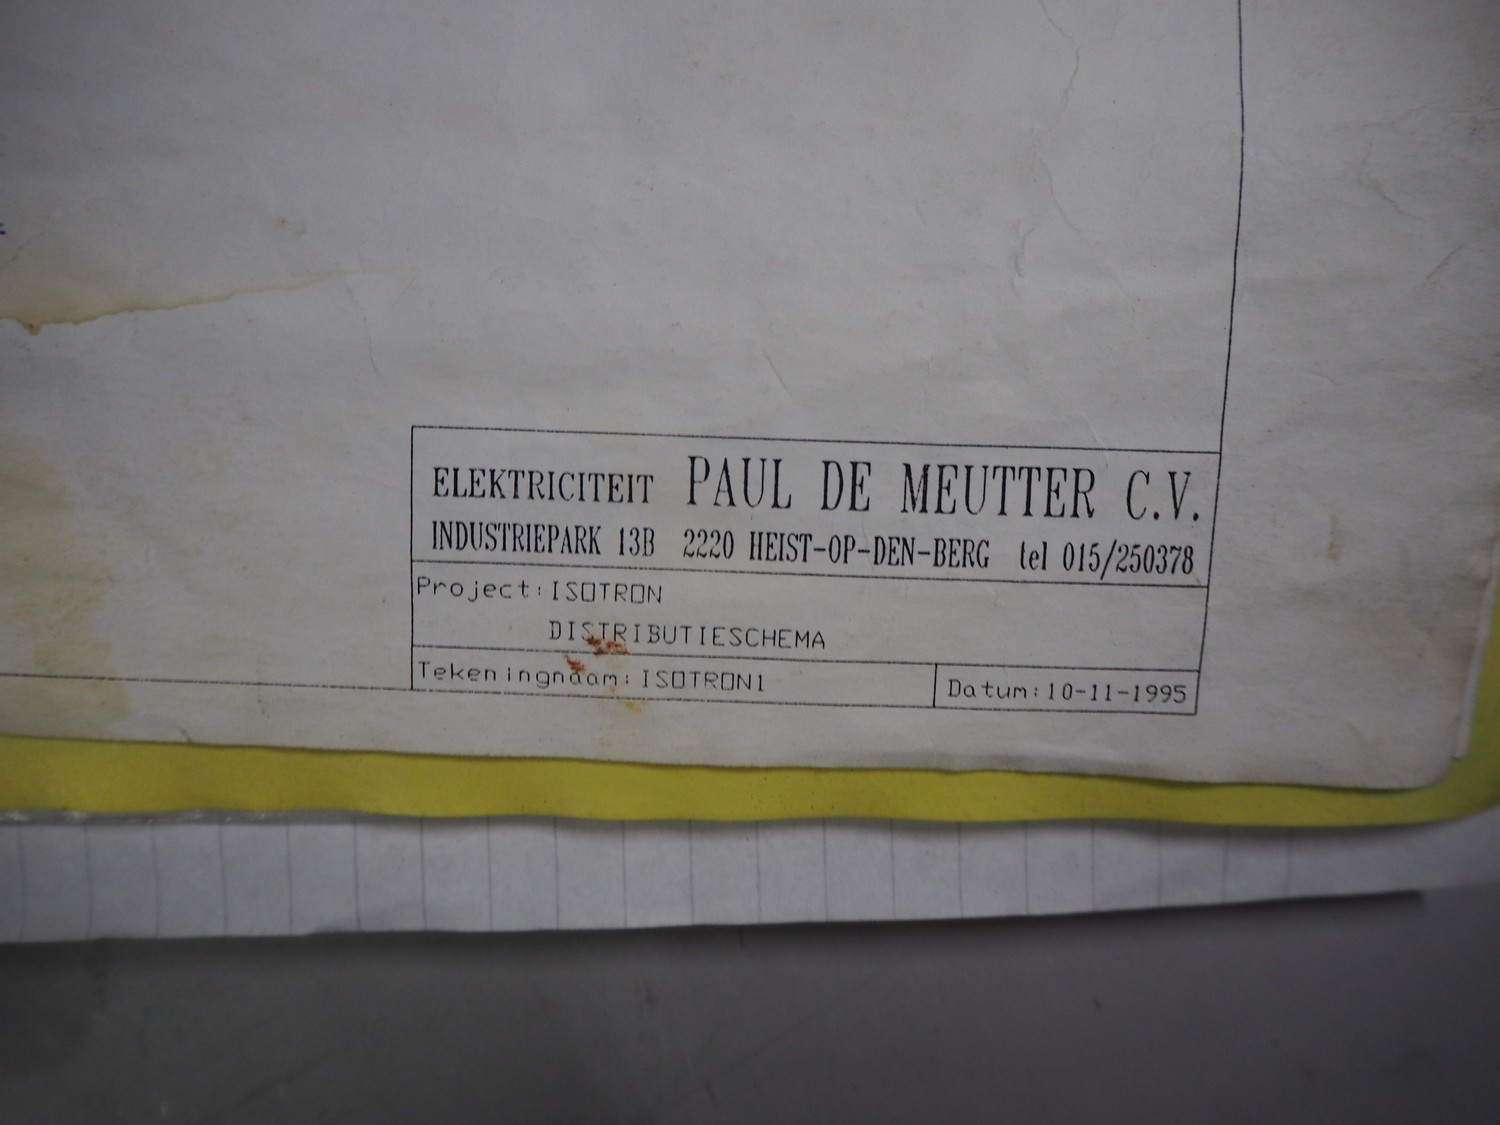 ELEKTRICITEIT PAUL DE MEUTTER C.V.
INDUSTRIEPARK 13B 2220 HEIST-OP-DEN-BERG tel 015/250378
Project: ISOTRON
DISTRIBUTIESCHEMA
Tekeningnaam: ISOTRON1 Datum: 10-11-1995